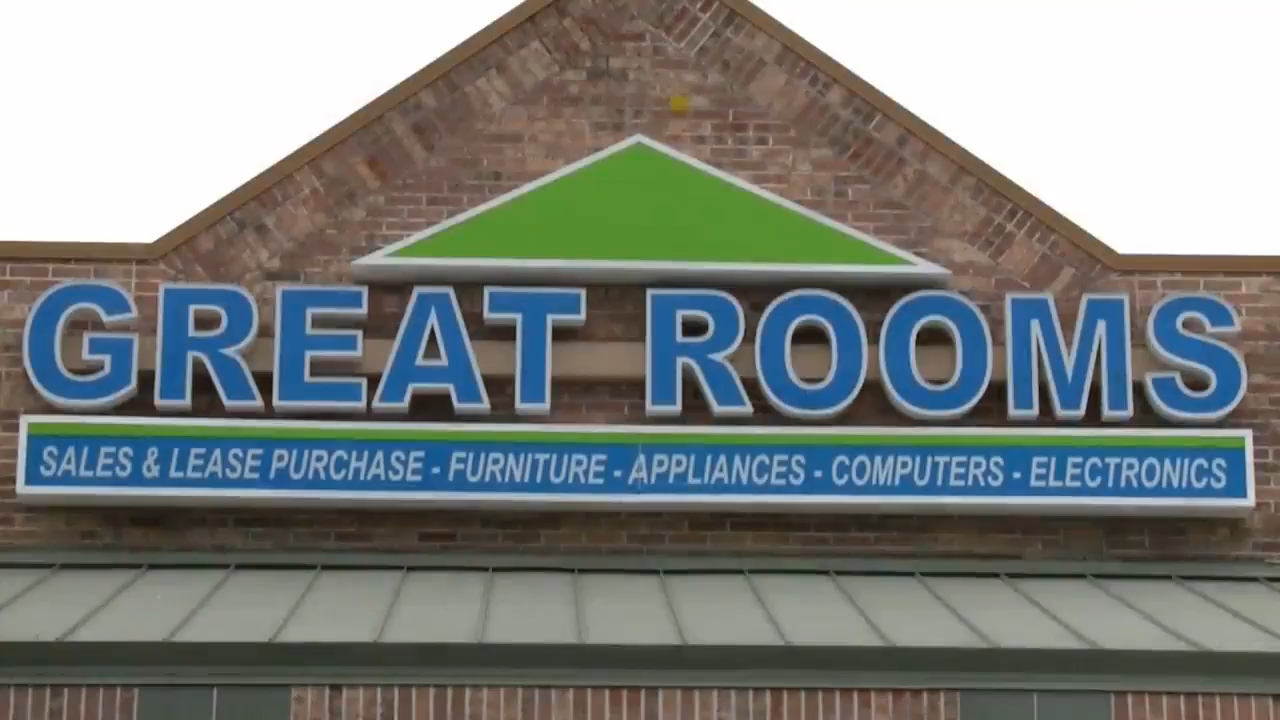 GREAT ROOMS
SALES & LEASE PURCHASE - FURNITURE - APPLIANCES - COMPUTERS - ELECTRONICS